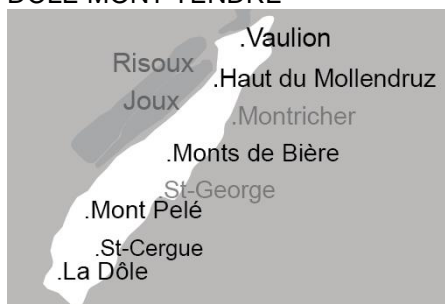 DÔLE MONT TENDRE
.Vaulion
Risoux
.Haut du Mollendruz
Joux
.Montricher
.Monts de Bière
.St-George
.Mont Pelé
.St-Cergue
.La Dôle